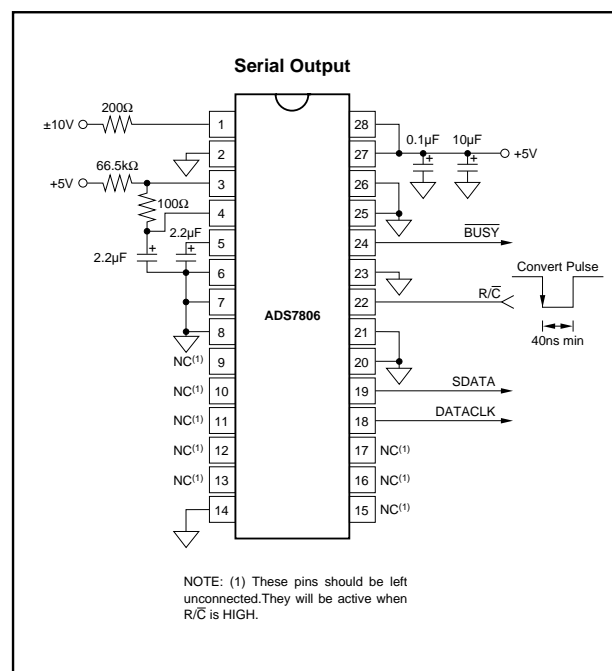 Serial Output
±10V
200Ω
+5V
66.5kΩ
100Ω
2.2µF
2.2µF
1
2
3
4
5
6
7
8
NC(1) 9
NC(1) 10
NC(1) 11
NC(1) 12
NC(1) 13
14
ADS7806
28
27
26
25
24
23
22
21
20
19
18
17 NC(1)
16 NC(1)
15 NC(1)
0.1µF
10µF
+5V
BUSY
R/C
Convert Pulse
40ns min
SDATA
DATACLK
NOTE: (1) These pins should be left
unconnected.They will be active when
R/C is HIGH.